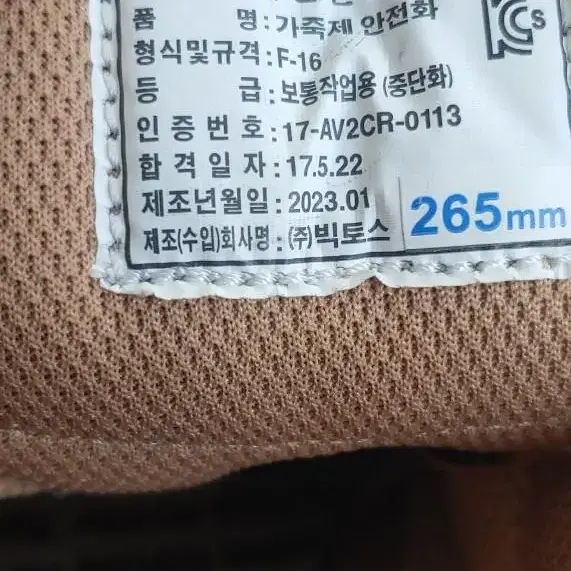 품 명 : 가죽제 안전화
형식및규격 : F-16
등 급 : 보통작업용 (중단화)
인 증 번 호 : 17-AV2CR-0113
합 격 일 자 : 17.5.22
제조년월일 : 2023.01
제조(수입)회사명 : (주)빅토스
265mm
KCs